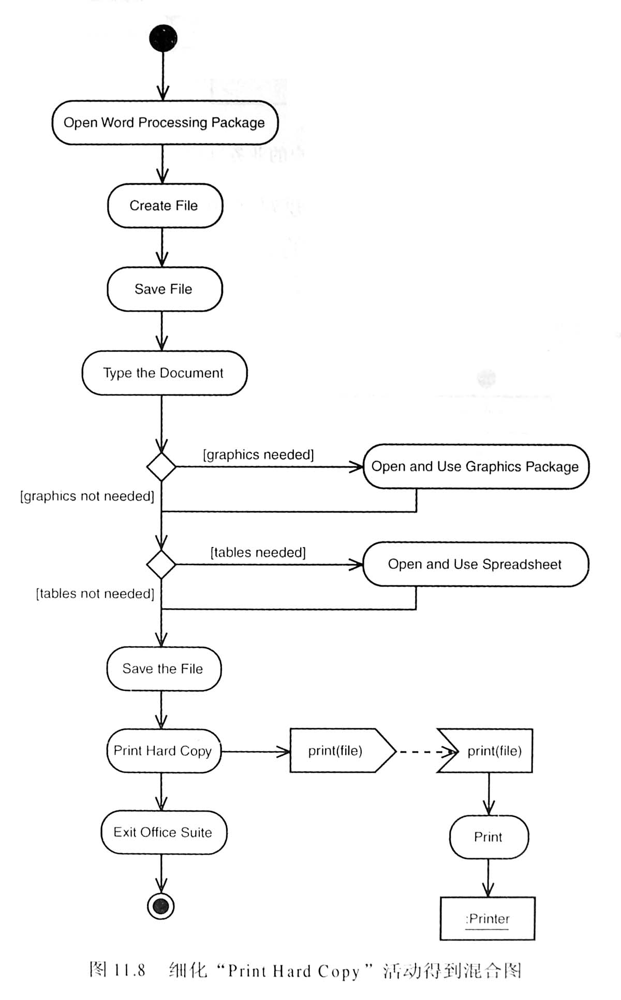 Open Word Processing Package
Create File
Save File
Type the Document
[graphics needed]
Open and Use Graphics Package
[graphics not needed]
[tables needed]
Open and Use Spreadsheet
[tables not needed]
Save the File
Print Hard Copy
print(file)
print(file)
Exit Office Suite
Print
:Printer
图 11.8 细化“Print Hard Copy”活动得到混合图